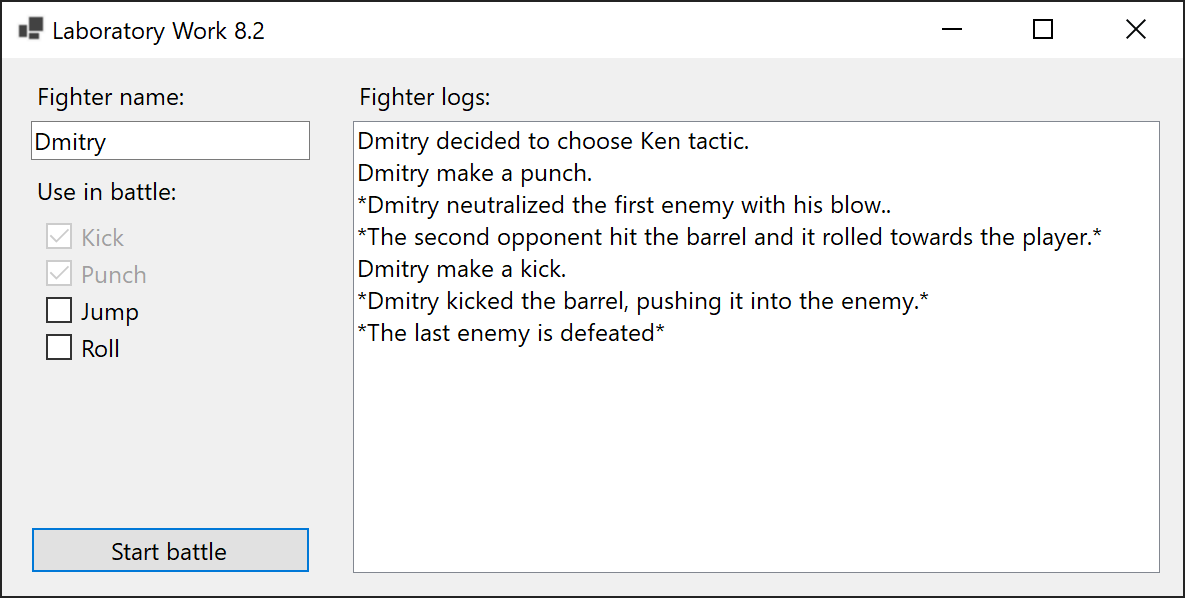 Laboratory Work 8.2
Fighter name:
Dmitry
Use in battle:
Kick
Punch
Jump
Roll
Start battle
Fighter logs:
Dmitry decided to choose Ken tactic.
Dmitry make a punch.
*Dmitry neutralized the first enemy with his blow..
*The second opponent hit the barrel and it rolled towards the player.*
Dmitry make a kick.
*Dmitry kicked the barrel, pushing it into the enemy.*
*The last enemy is defeated*